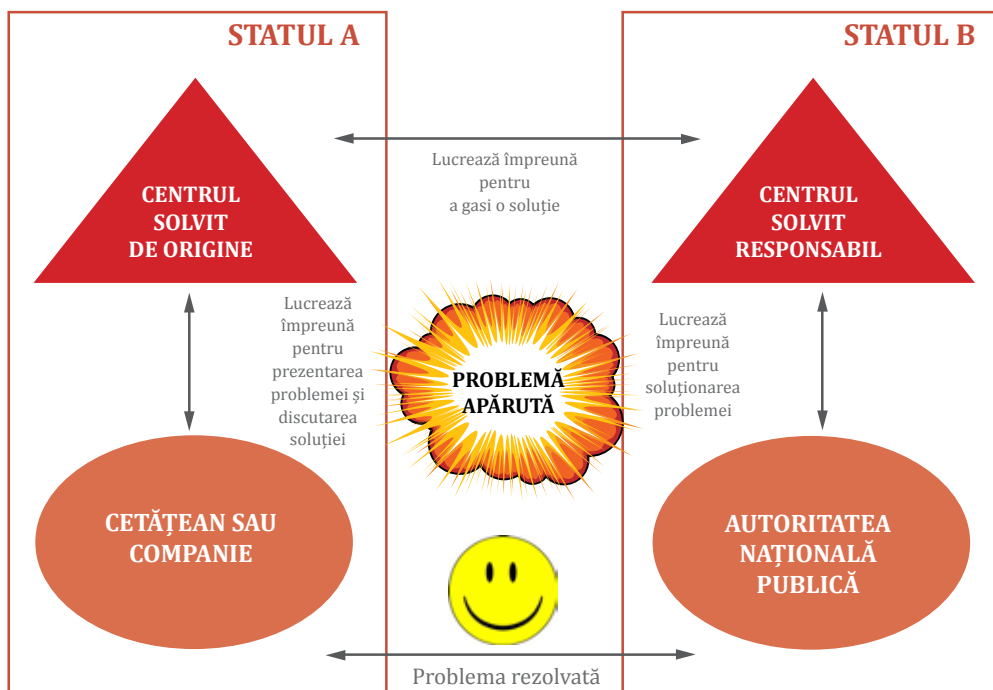 STATUL A
STATUL B
CENTRUL
SOLVIT
DE ORIGINE
Lucrează împreună
pentru
a gasi o soluție
CENTRUL
SOLVIT
RESPONSABIL
Lucrează
împreună
pentru
prezentarea
problemei și
discutarea
soluției
PROBLEMĂ
APĂRUTĂ
Lucrează
împreună
pentru
soluționarea
problemei
CETĂȚEAN SAU
COMPANIE
AUTORITATEA
NAȚIONALĂ
PUBLICĂ
Problema rezolvată